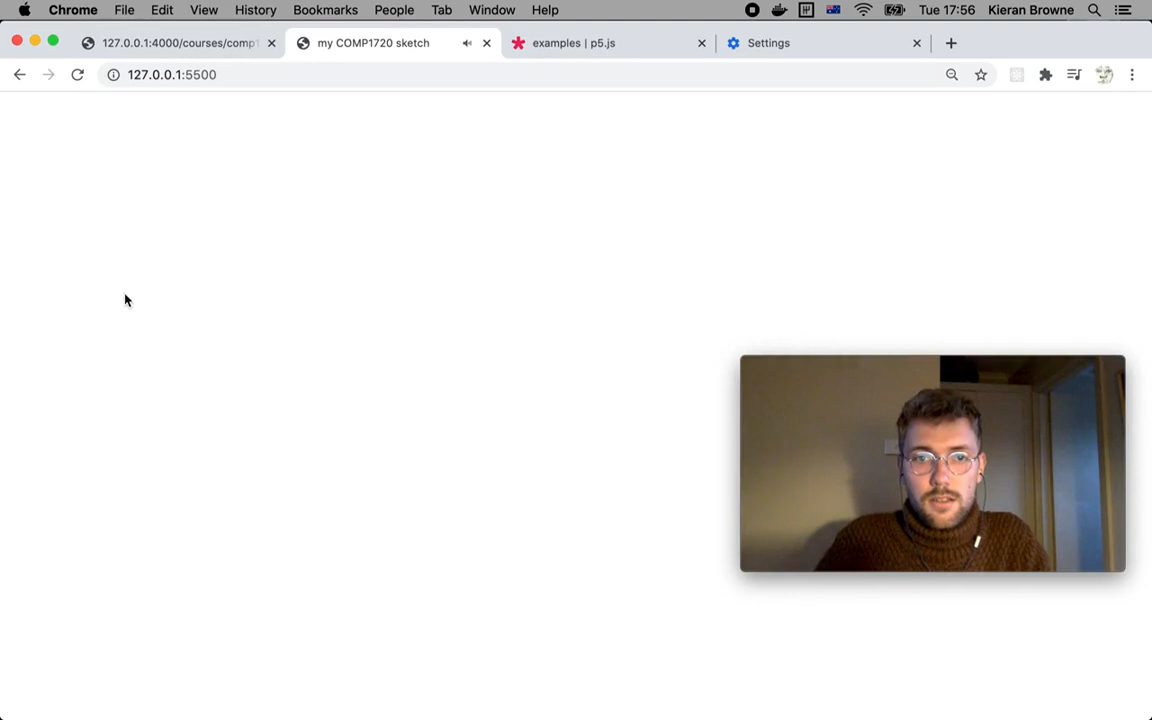 Chrome File Edit View History Bookmarks People Tab Window Help Tue 17:56 Kieran Browne
127.0.0.1:4000/courses/comp1 my COMP1720 sketch examples | p5.js Settings
127.0.0.1:5500